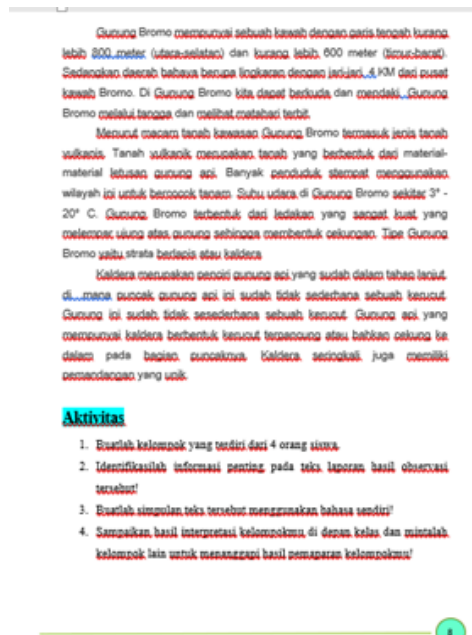 Gunung Bromo mempunyai sebuah kawah dengan garis tengah kurang
lebih 800 meter (utara-selatan) dan kurang lebih 600 meter (timur-barat).
Sedangkan daerah bahaya berupa lingkaran dengan jari-jari 4 KM dari pusat
kawah Bromo. Di Gunung Bromo kita dapat berkuda dan mendaki Gunung
Bromo melalui tangga dan melihat matahari terbit.
Menurut macam tanah kawasan Gunung Bromo termasuk jenis tanah
vulkanis. Tanah vulkanik merupakan tanah yang berbentuk dari material-
material letusan gunung api. Banyak penduduk stempat menggunakan
wilayah ini untuk bercocok tanam. Suhu udara di Gunung Bromo sekitar 3° -
20° C. Gunung Bromo terbentuk dari ledakan yang sangat kuat yang
melempar ujung atas gunung sehingga membentuk cekungan. Tipe Gunung
Bromo yaitu strata berlapis atau kaldera.
Kaldera merupakan penciri gunung api yang sudah dalam tahap lanjut,
di mana puncak gunung api ini sudah tidak sederhana sebuah kerucut.
Gunung ini sudah tidak sesederhana sebuah kerucut. Gunung api yang
mempunyai kaldera berbentuk kerucut terpancung atau bahkan cekung ke
dalam pada bagian puncaknya. Kaldera seringkali juga memiliki
pemandangan yang unik.
Aktivitas
1. Buatlah kelompok yang terdiri dari 4 orang siswa.
2. Identifikasilah informasi penting pada teks laporan hasil observasi
tersebut!
3. Buatlah simpulan teks tersebut menggunakan bahasa sendiri!
4. Sampaikan hasil interpretasi kelompokmu di depan kelas dan mintalah
kelompok lain untuk menanggapi hasil pemaparan kelompokmu!